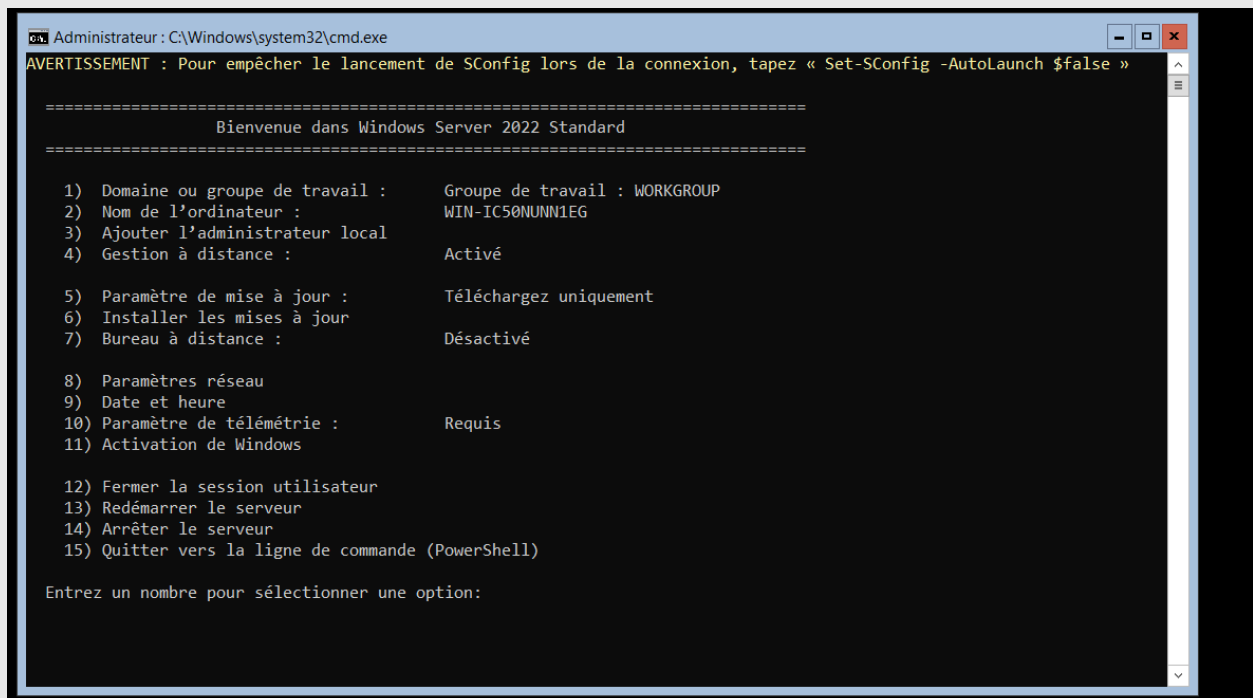 Administrateur : C:\Windows\system32\cmd.exe
AVERTISSEMENT : Pour empêcher le lancement de SConfig lors de la connexion, tapez « Set-SConfig -AutoLaunch $false »
================================================================================
Bienvenue dans Windows Server 2022 Standard
================================================================================
1) Domaine ou groupe de travail : Groupe de travail : WORKGROUP
2) Nom de l’ordinateur : WIN-IC50NUNN1EG
3) Ajouter l’administrateur local
4) Gestion à distance : Activé
5) Paramètre de mise à jour : Téléchargez uniquement
6) Installer les mises à jour
7) Bureau à distance : Désactivé
8) Paramètres réseau
9) Date et heure
10) Paramètre de télémétrie : Requis
11) Activation de Windows
12) Fermer la session utilisateur
13) Redémarrer le serveur
14) Arrêter le serveur
15) Quitter vers la ligne de commande (PowerShell)
Entrez un nombre pour sélectionner une option: